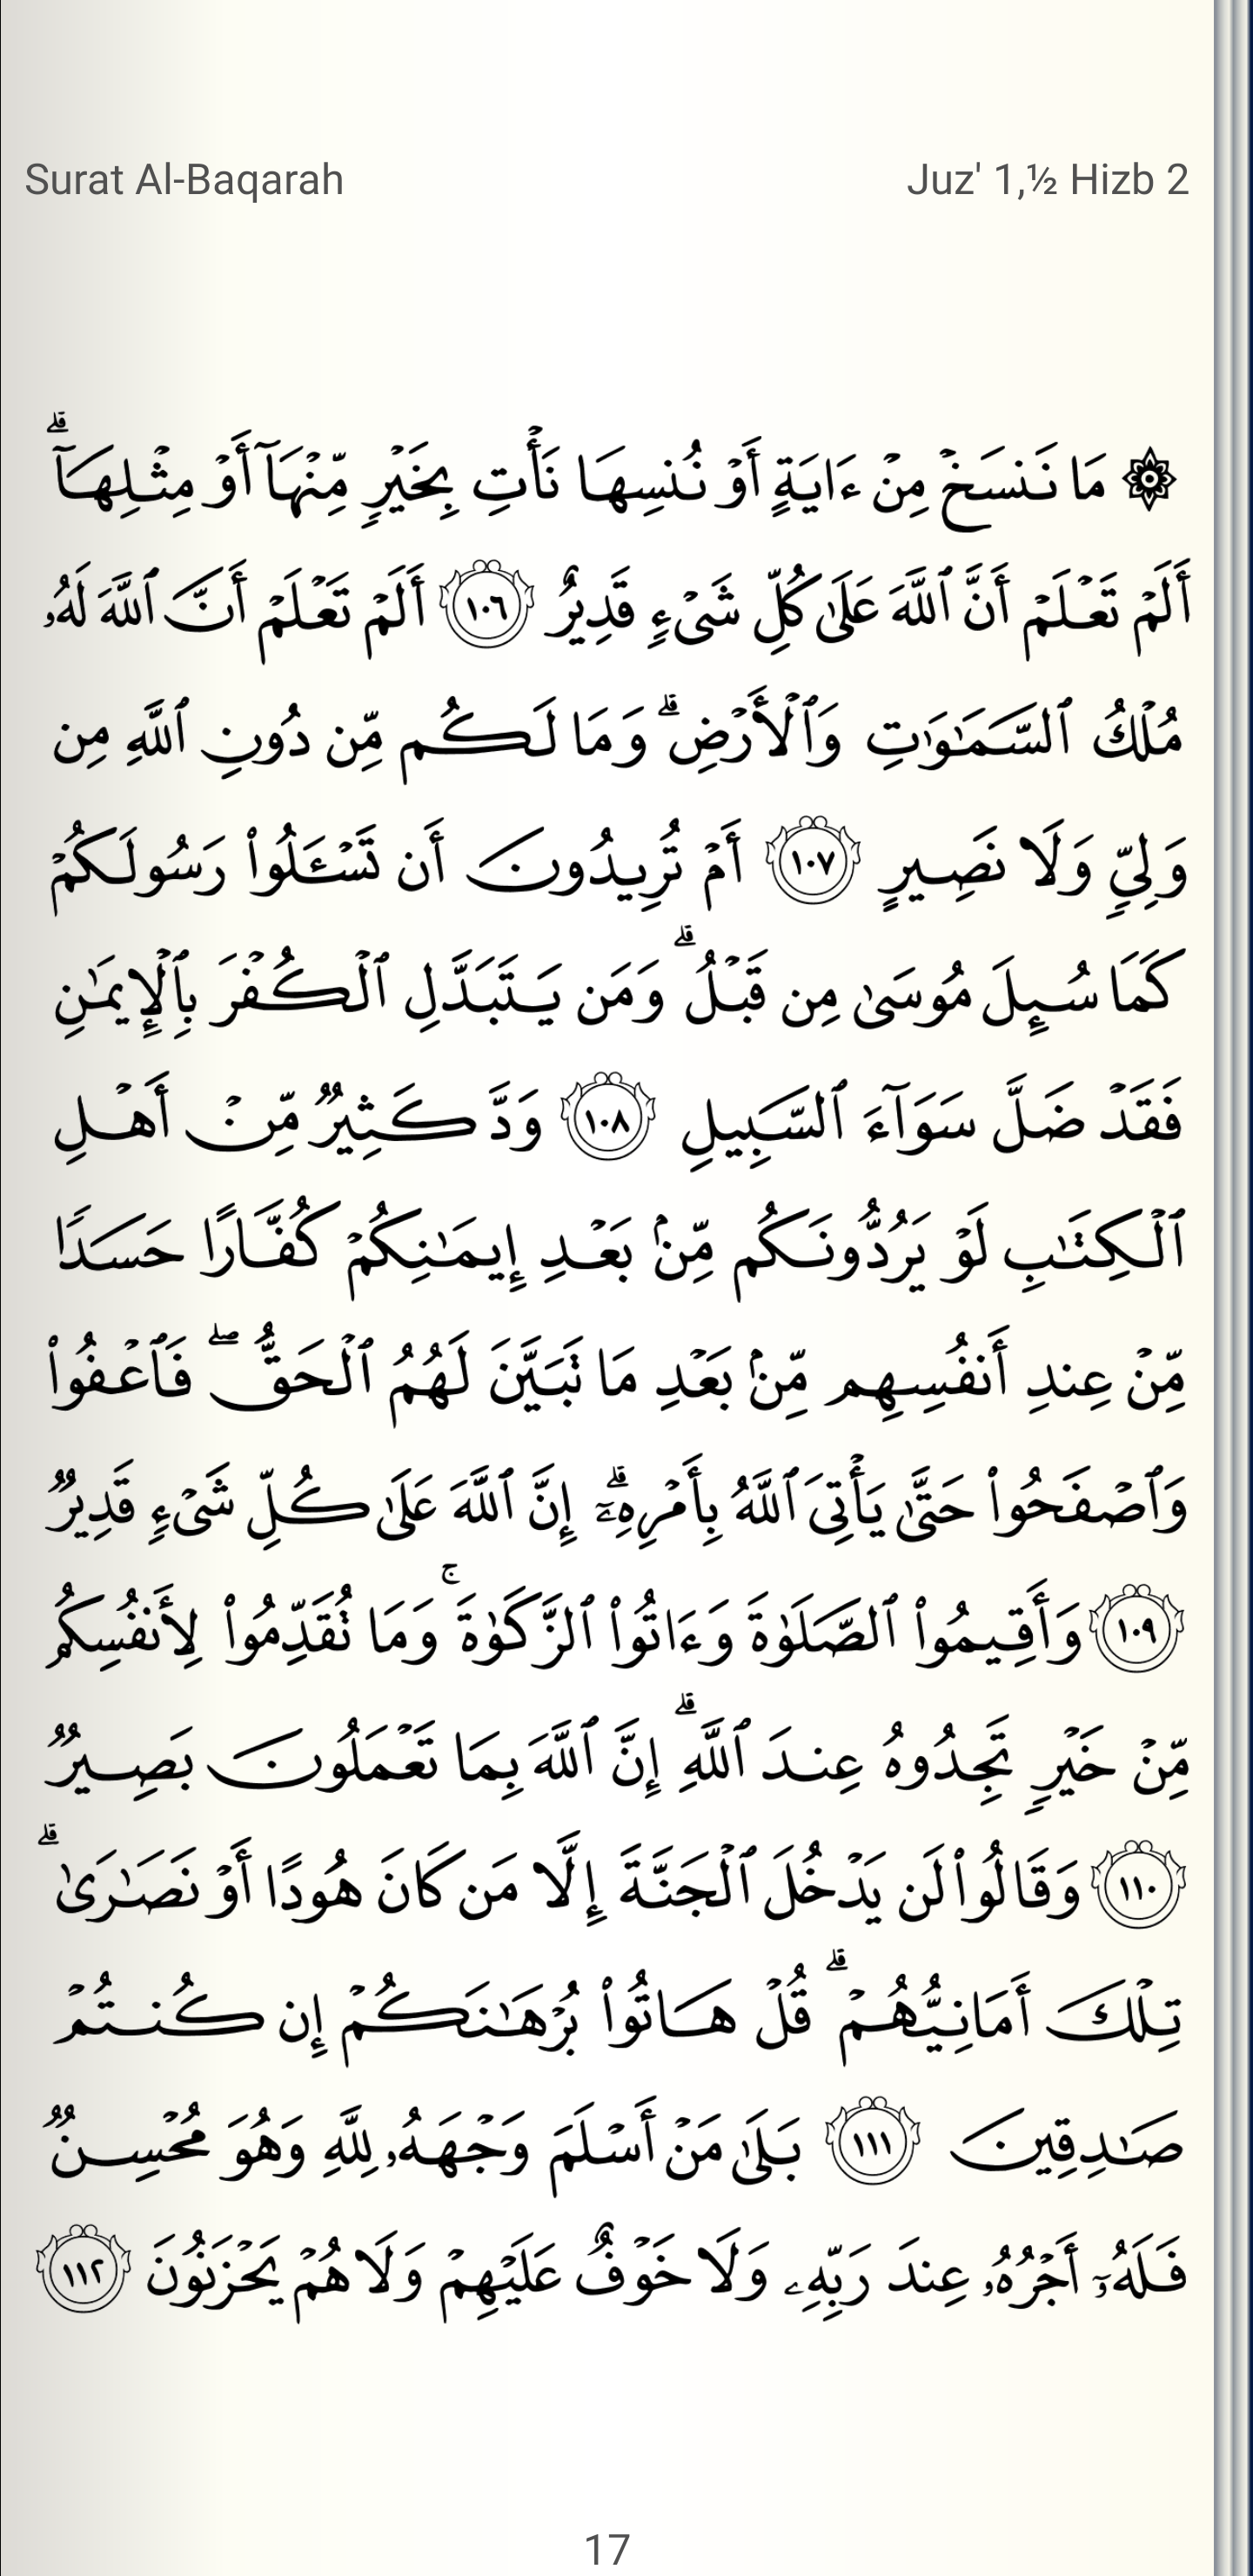 Surat Al-Baqarah Juz' 1,½ Hizb 2
۞ مَا نَنسَخۡ مِنۡ ءَايَةٍ أَوۡ نُنسِهَا نَأۡتِ بِخَيۡرٖ مِّنۡهَآ أَوۡ مِثۡلِهَآۗ
أَلَمۡ تَعۡلَمۡ أَنَّ ٱللَّهَ عَلَىٰ كُلِّ شَيۡءٖ قَدِيرٌ ١٠٦ أَلَمۡ تَعۡلَمۡ أَنَّ ٱللَّهَ لَهُۥ
مُلۡكُ ٱلسَّمَٰوَٰتِ وَٱلۡأَرۡضِۗ وَمَا لَكُم مِّن دُونِ ٱللَّهِ مِن
وَلِيّٖ وَلَا نَصِيرٍ ١٠٧ أَمۡ تُرِيدُونَ أَن تَسۡـَٔلُواْ رَسُولَكُمۡ
كَمَا سُئِلَ مُوسَىٰ مِن قَبۡلُۗ وَمَن يَتَبَدَّلِ ٱلۡكُفۡرَ بِٱلۡإِيمَٰنِ
فَقَدۡ ضَلَّ سَوَآءَ ٱلسَّبِيلِ ١٠٨ وَدَّ كَثِيرٞ مِّنۡ أَهۡلِ
ٱلۡكِتَٰبِ لَوۡ يَرُدُّونَكُم مِّنۢ بَعۡدِ إِيمَٰنِكُمۡ كُفَّارًا حَسَدٗا
مِّنۡ عِندِ أَنفُسِهِم مِّنۢ بَعۡدِ مَا تَبَيَّنَ لَهُمُ ٱلۡحَقُّۖ فَٱعۡفُواْ
وَٱصۡفَحُواْ حَتَّىٰ يَأۡتِيَ ٱللَّهُ بِأَمۡرِهِۦٓۗ إِنَّ ٱللَّهَ عَلَىٰ كُلِّ شَيۡءٖ قَدِيرٞ
١٠٩ وَأَقِيمُواْ ٱلصَّلَوٰةَ وَءَاتُواْ ٱلزَّكَوٰةَۚ وَمَا تُقَدِّمُواْ لِأَنفُسِكُم
مِّنۡ خَيۡرٖ تَجِدُوهُ عِندَ ٱللَّهِۗ إِنَّ ٱللَّهَ بِمَا تَعۡمَلُونَ بَصِيرٞ
١١٠ وَقَالُواْ لَن يَدۡخُلَ ٱلۡجَنَّةَ إِلَّا مَن كَانَ هُودًا أَوۡ نَصَٰرَىٰۗ
تِلۡكَ أَمَانِيُّهُمۡۗ قُلۡ هَاتُواْ بُرۡهَٰنَكُمۡ إِن كُنتُمۡ
صَٰدِقِينَ ١١١ بَلَىٰ مَنۡ أَسۡلَمَ وَجۡهَهُۥ لِلَّهِ وَهُوَ مُحۡسِنٞ
فَلَهُۥٓ أَجۡرُهُۥ عِندَ رَبِّهِۦ وَلَا خَوۡفٌ عَلَيۡهِمۡ وَلَا هُمۡ يَحۡزَنُونَ ١١٢
17